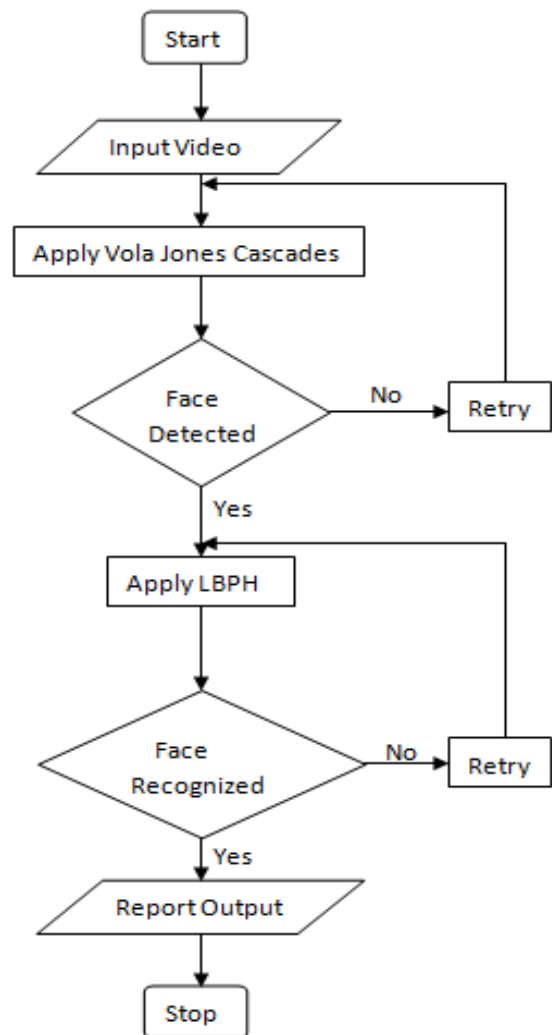 Start
Input Video
Apply Vola Jones Cascades
Face
Detected
No
Retry
Yes
Apply LBPH
Face
Recognized
No
Retry
Yes
Report Output
Stop